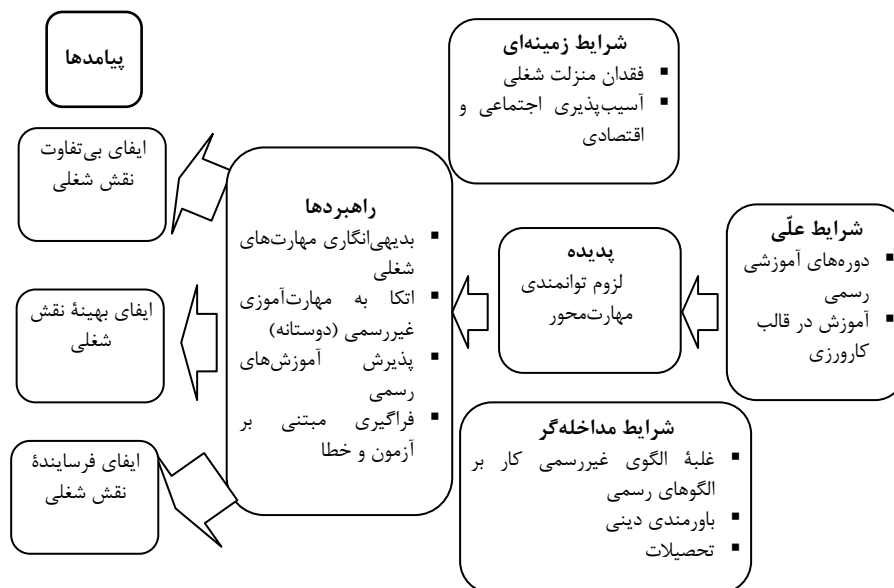 شرایط علّی
دوره‌های آموزشی
رسمی
آموزش در قالب
کارورزی
پدیده
لزوم توانمندی
مهارت‌محور
شرایط زمینه‌ای
فقدان منزلت شغلی
آسیب‌پذیری اجتماعی و
اقتصادی
شرایط مداخله‌گر
غلبهٔ الگوی غیررسمی کار بر
الگوهای رسمی
باورمندی دینی
تحصیلات
راهبردها
بدیهی‌انگاری مهارت‌های
شغلی
اتکا به مهارت‌آموزی
غیررسمی (دوستانه)
پذیرش آموزش‌های
رسمی
فراگیری مبتنی بر
آزمون و خطا
پیامدها
ایفای بی‌تفاوت
نقش شغلی
ایفای بهینهٔ نقش
شغلی
ایفای فرسایندهٔ
نقش شغلی